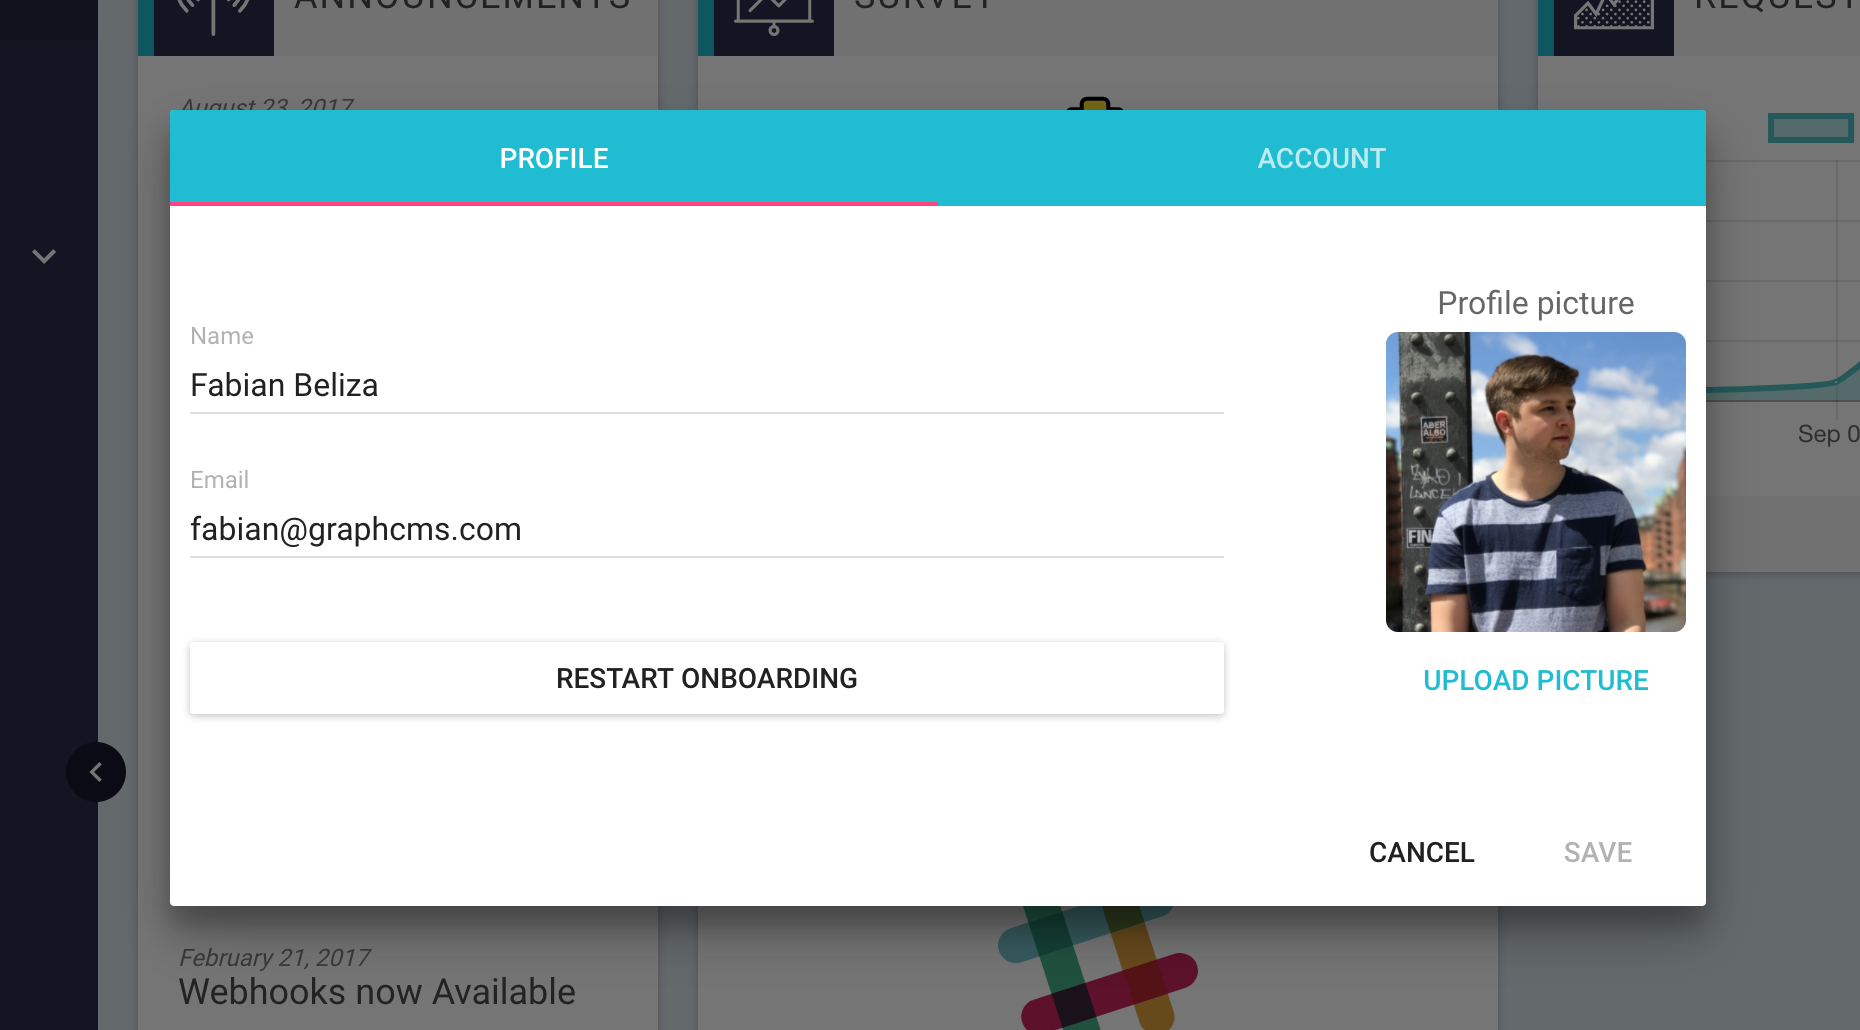 ANNOUNCEMENTS
SURVEY
REQUEST
August 23, 2017
PROFILE
ACCOUNT
Name
Fabian Beliza
Email
fabian@graphcms.com
RESTART ONBOARDING
Profile picture
ABER
ALSO
FIN
UPLOAD PICTURE
Sep 0
CANCEL
SAVE
February 21, 2017
Webhooks now Available